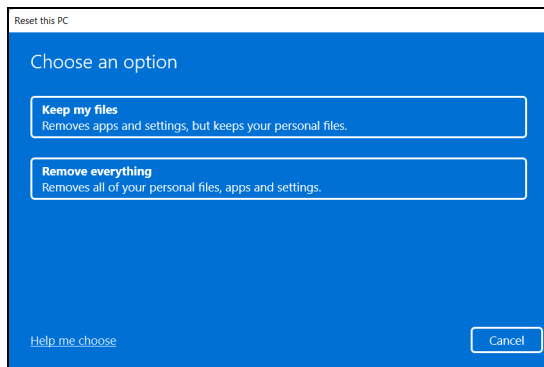 Reset this PC
Choose an option
Keep my files
Removes apps and settings, but keeps your personal files.
Remove everything
Removes all of your personal files, apps and settings.
Help me choose
Cancel